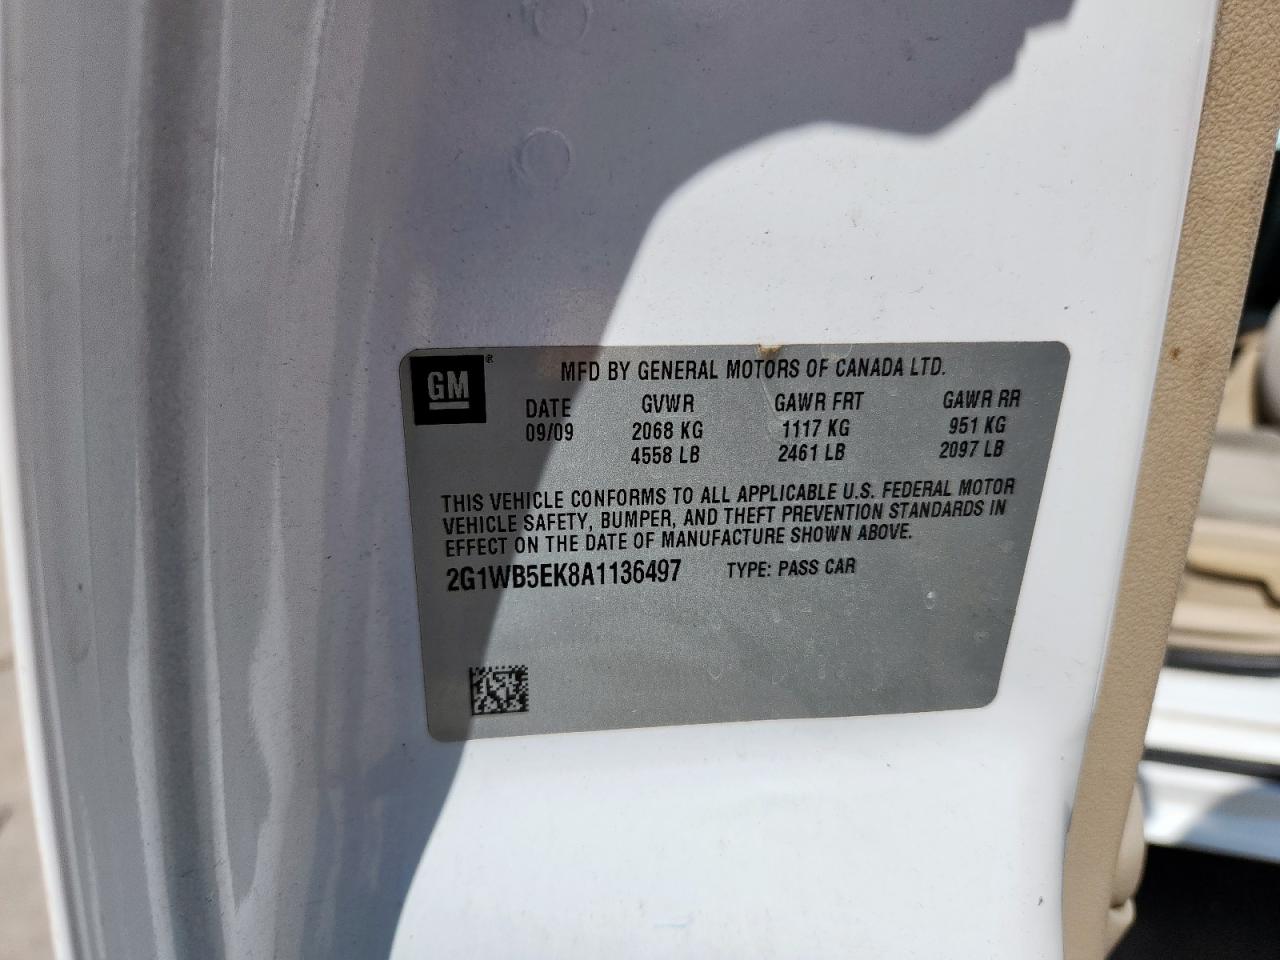 GM ®
MFD BY GENERAL MOTORS OF CANADA LTD.
DATE GVWR GAWR FRT GAWR RR
09/09 2068 KG 1117 KG 951 KG
4558 LB 2461 LB 2097 LB
THIS VEHICLE CONFORMS TO ALL APPLICABLE U.S. FEDERAL MOTOR
VEHICLE SAFETY, BUMPER, AND THEFT PREVENTION STANDARDS IN
EFFECT ON THE DATE OF MANUFACTURE SHOWN ABOVE.
2G1WB5EK8A1136497 TYPE: PASS CAR